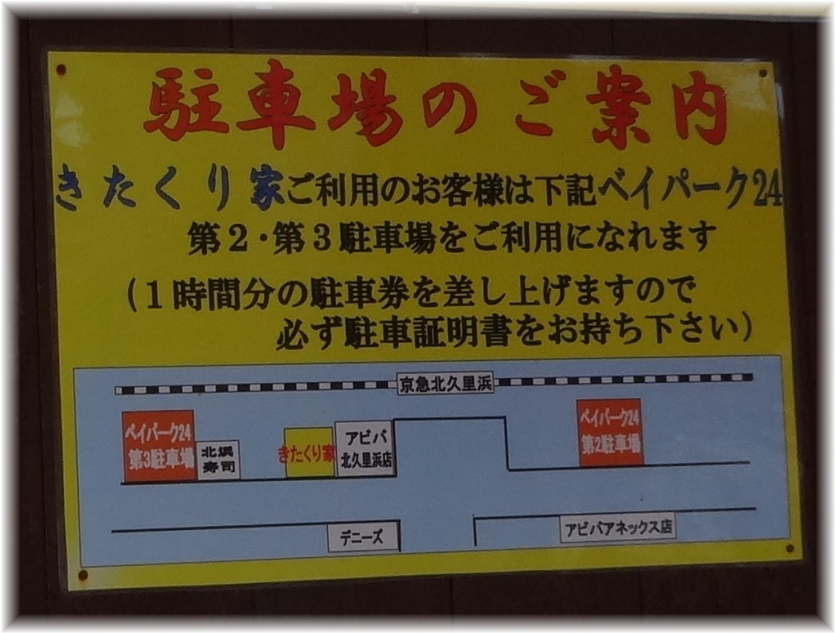 駐車場のご案内
きたくり家ご利用のお客様は下記ベイパーク24
第2・第3駐車場をご利用になれます
(1時間分の駐車券を差し上げますので
必ず駐車証明書をお持ち下さい)
京急北久里浜
ベイパーク24
第3駐車場
北浜
寿司
きたくり家
アビバ
北久里浜店
ベイパーク24
第2駐車場
デニーズ
アビバアネックス店